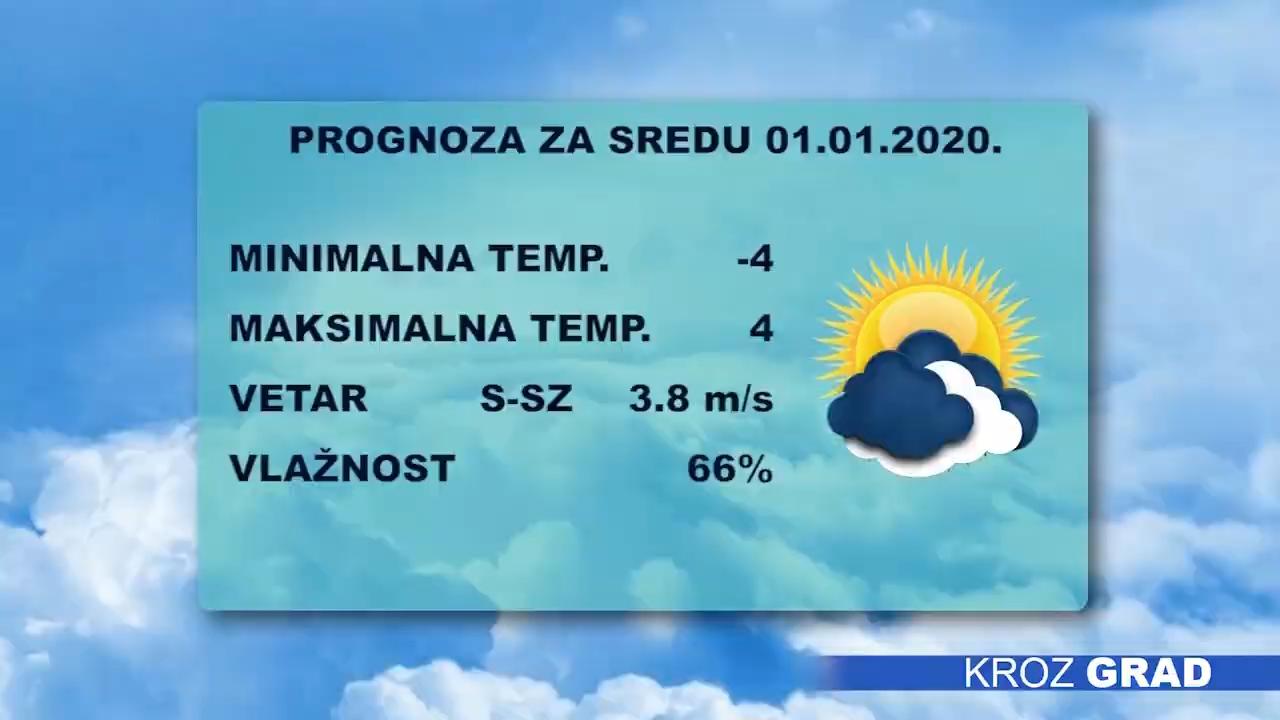 PROGNOZA ZA SREDU 01.01.2020.
MINIMALNA TEMP. -4
MAKSIMALNA TEMP. 4
VETAR S-SZ 3.8 m/s
VLAŽNOST 66%
KROZ GRAD